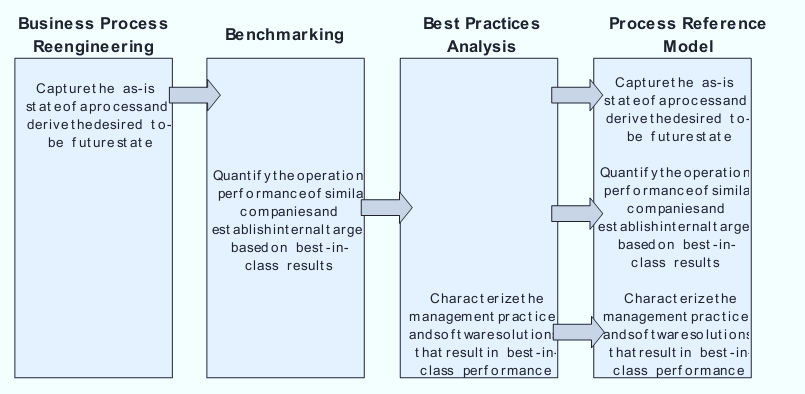 Business Process
Reengineering
Capture the as-is
state of a process and
derive the desired to-
be future state
Benchmarking
Quantify the operation
performance of simila
companies and
establish internal targe
based on best-in-
class results
Best Practices
Analysis
Characterize the
management practice
and software solution
that result in best-in-
class performance
Process Reference
Model
Capture the as-is
state of a process and
derive the desired to-
be future state
Quantify the operation
performance of simila
companies and
establish internal targe
based on best-in-
class results
Characterize the
management practice
and software solutions
that result in best-in-
class performance